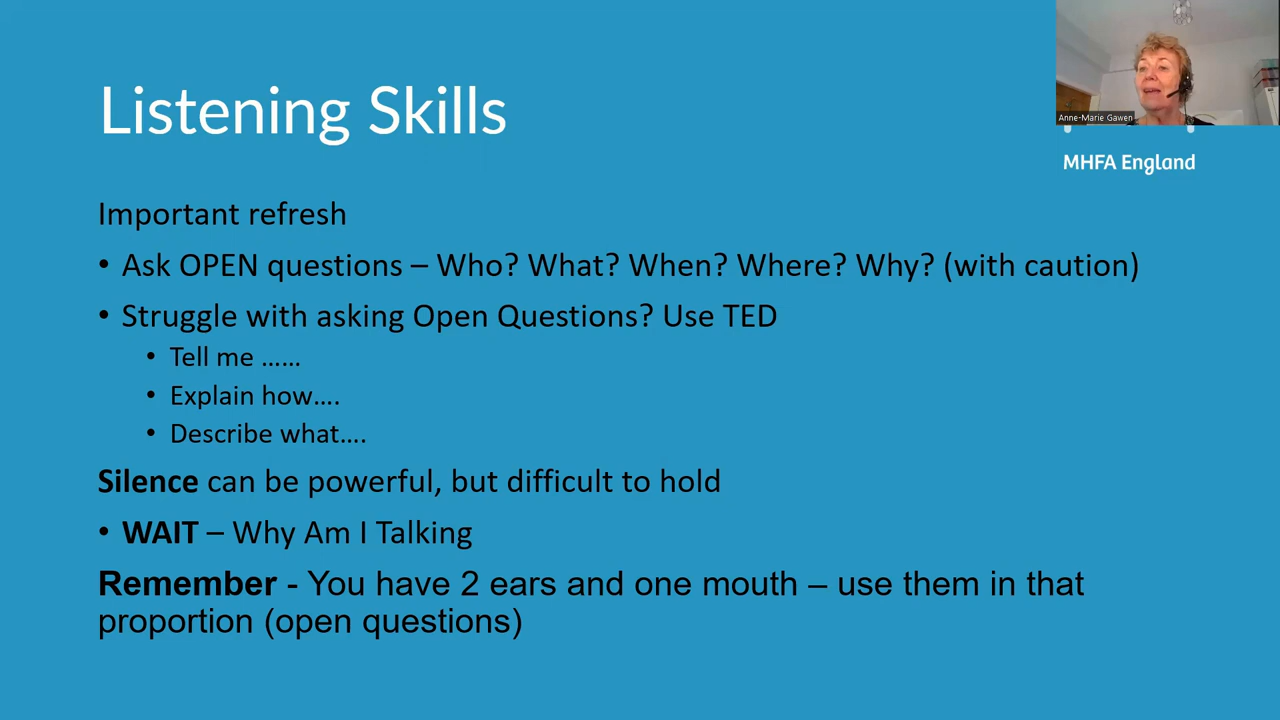 Listening Skills
Anne-Marie Gawen
MHFA England
Important refresh
• Ask OPEN questions – Who? What? When? Where? Why? (with caution)
• Struggle with asking Open Questions? Use TED
• Tell me ……
• Explain how….
• Describe what….
Silence can be powerful, but difficult to hold
• WAIT – Why Am I Talking
Remember - You have 2 ears and one mouth – use them in that
proportion (open questions)